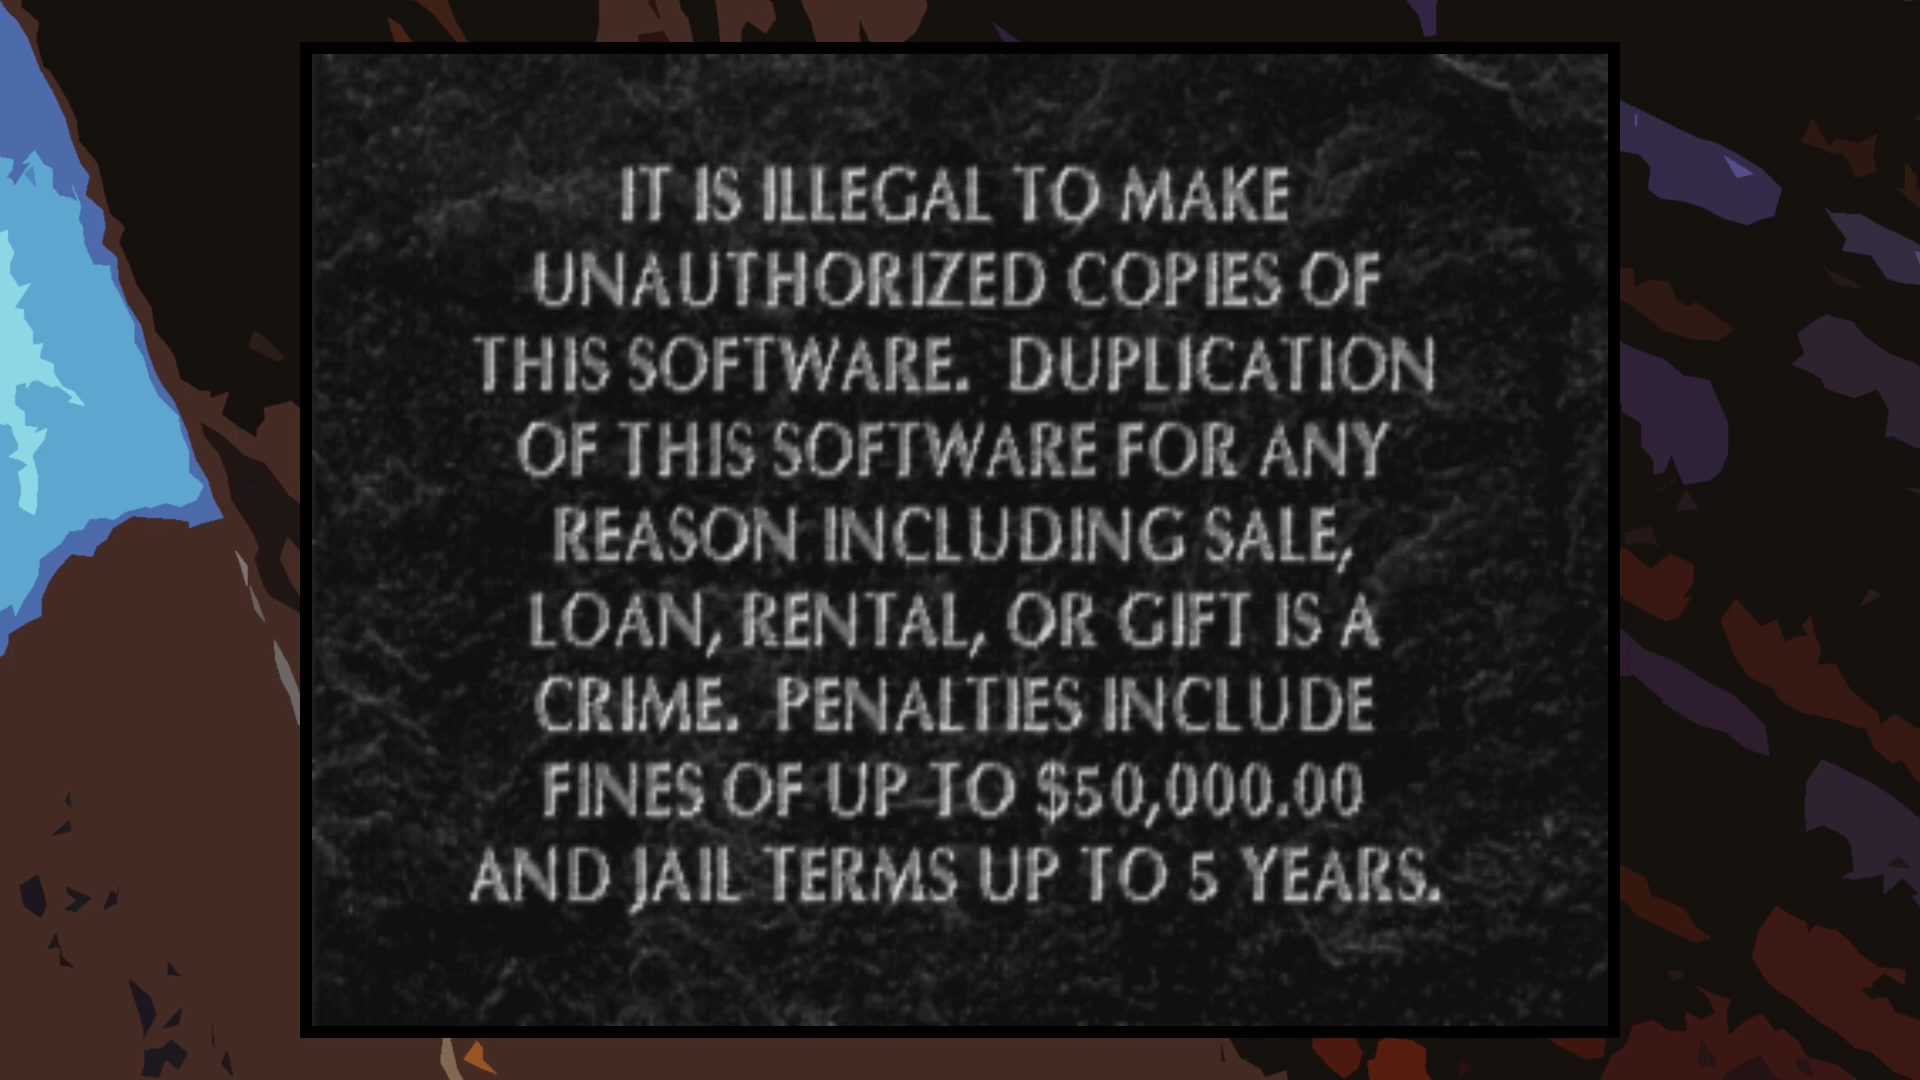 IT IS ILLEGAL TO MAKE
UNAUTHORIZED COPIES OF
THIS SOFTWARE.  DUPLICATION
OF THIS SOFTWARE FOR ANY
REASON INCLUDING SALE,
LOAN, RENTAL, OR GIFT IS A
CRIME.  PENALTIES INCLUDE
FINES OF UP TO $50,000.00
AND JAIL TERMS UP TO 5 YEARS.